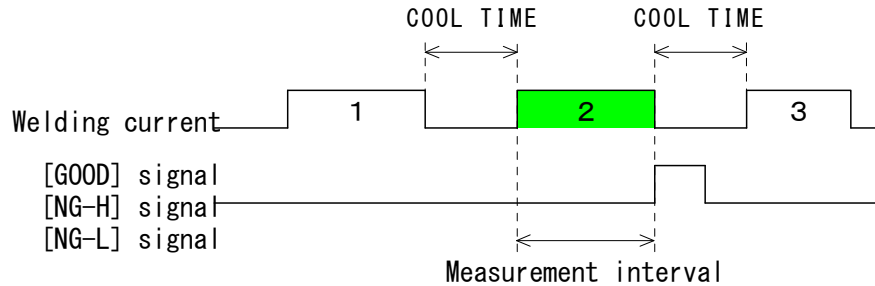 COOL TIME COOL TIME
1 2 3
Welding current
[GOOD] signal
[NG-H] signal
[NG-L] signal
Measurement interval